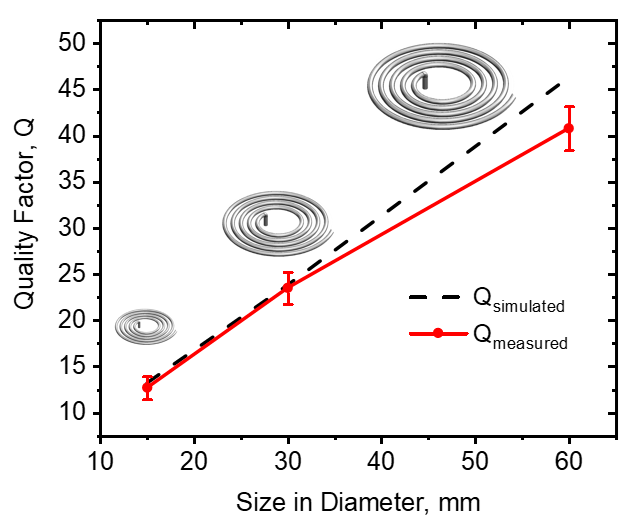 50
45
40
35
30
25
20
15
10
Quality Factor, Q
Qsimulated
Qmeasured
10 20 30 40 50 60
Size in Diameter, mm